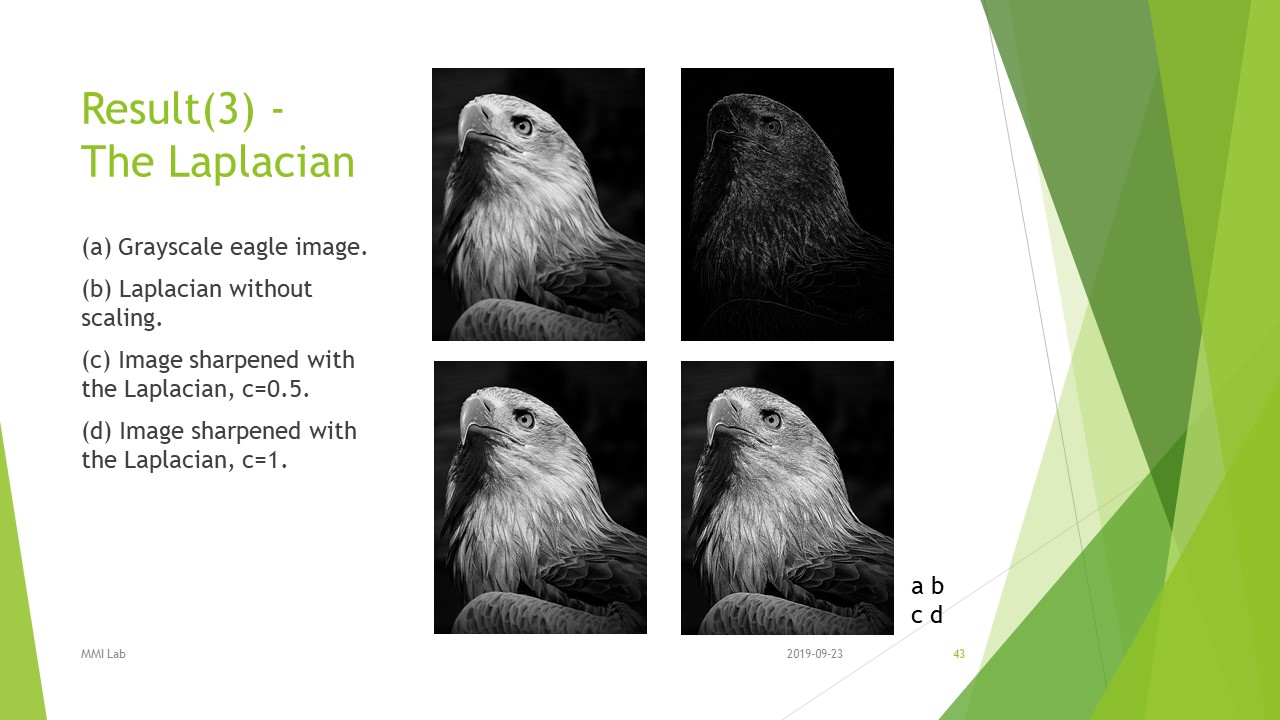 Result(3) -
The Laplacian
(a) Grayscale eagle image.
(b) Laplacian without
scaling.
(c) Image sharpened with
the Laplacian, c=0.5.
(d) Image sharpened with
the Laplacian, c=1.
a b
c d
MMI Lab
2019-09-23
43